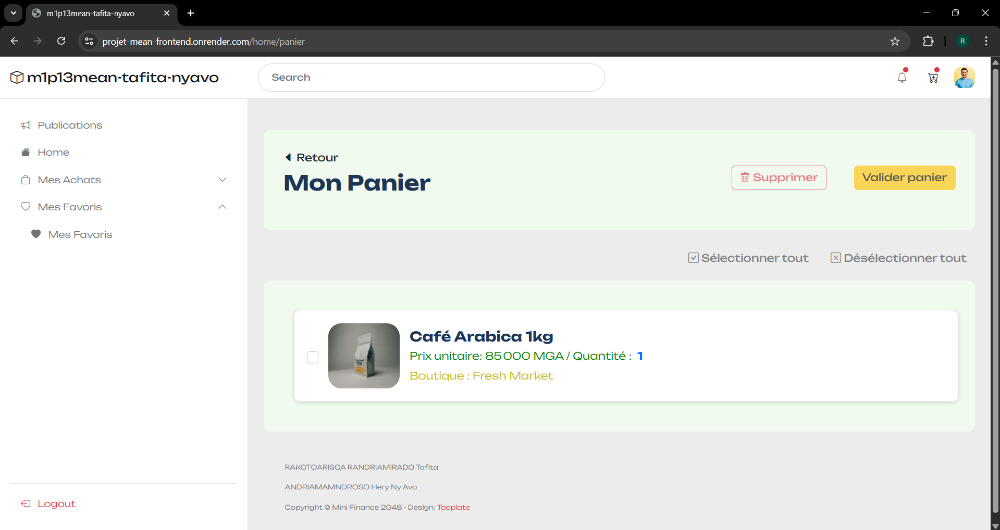 m1p13mean-tafita-nyavo
projet-mean-frontend.onrender.com/home/panier
R
m1p13mean-tafita-nyavo
Search
Publications
Home
Mes Achats
Mes Favoris
Mes Favoris
Logout
Retour
Mon Panier
Supprimer
Valider panier
Sélectionner tout
Désélectionner tout
Café Arabica 1kg
Prix unitaire: 85 000 MGA / Quantité : 1
Boutique : Fresh Market
RAKOTOARISOA RANDRIAMIRADO Tafita
ANDRIAMAMNDROSO Hery Ny Avo
Copyright © Mini Finance 2048 - Design: Tooplate